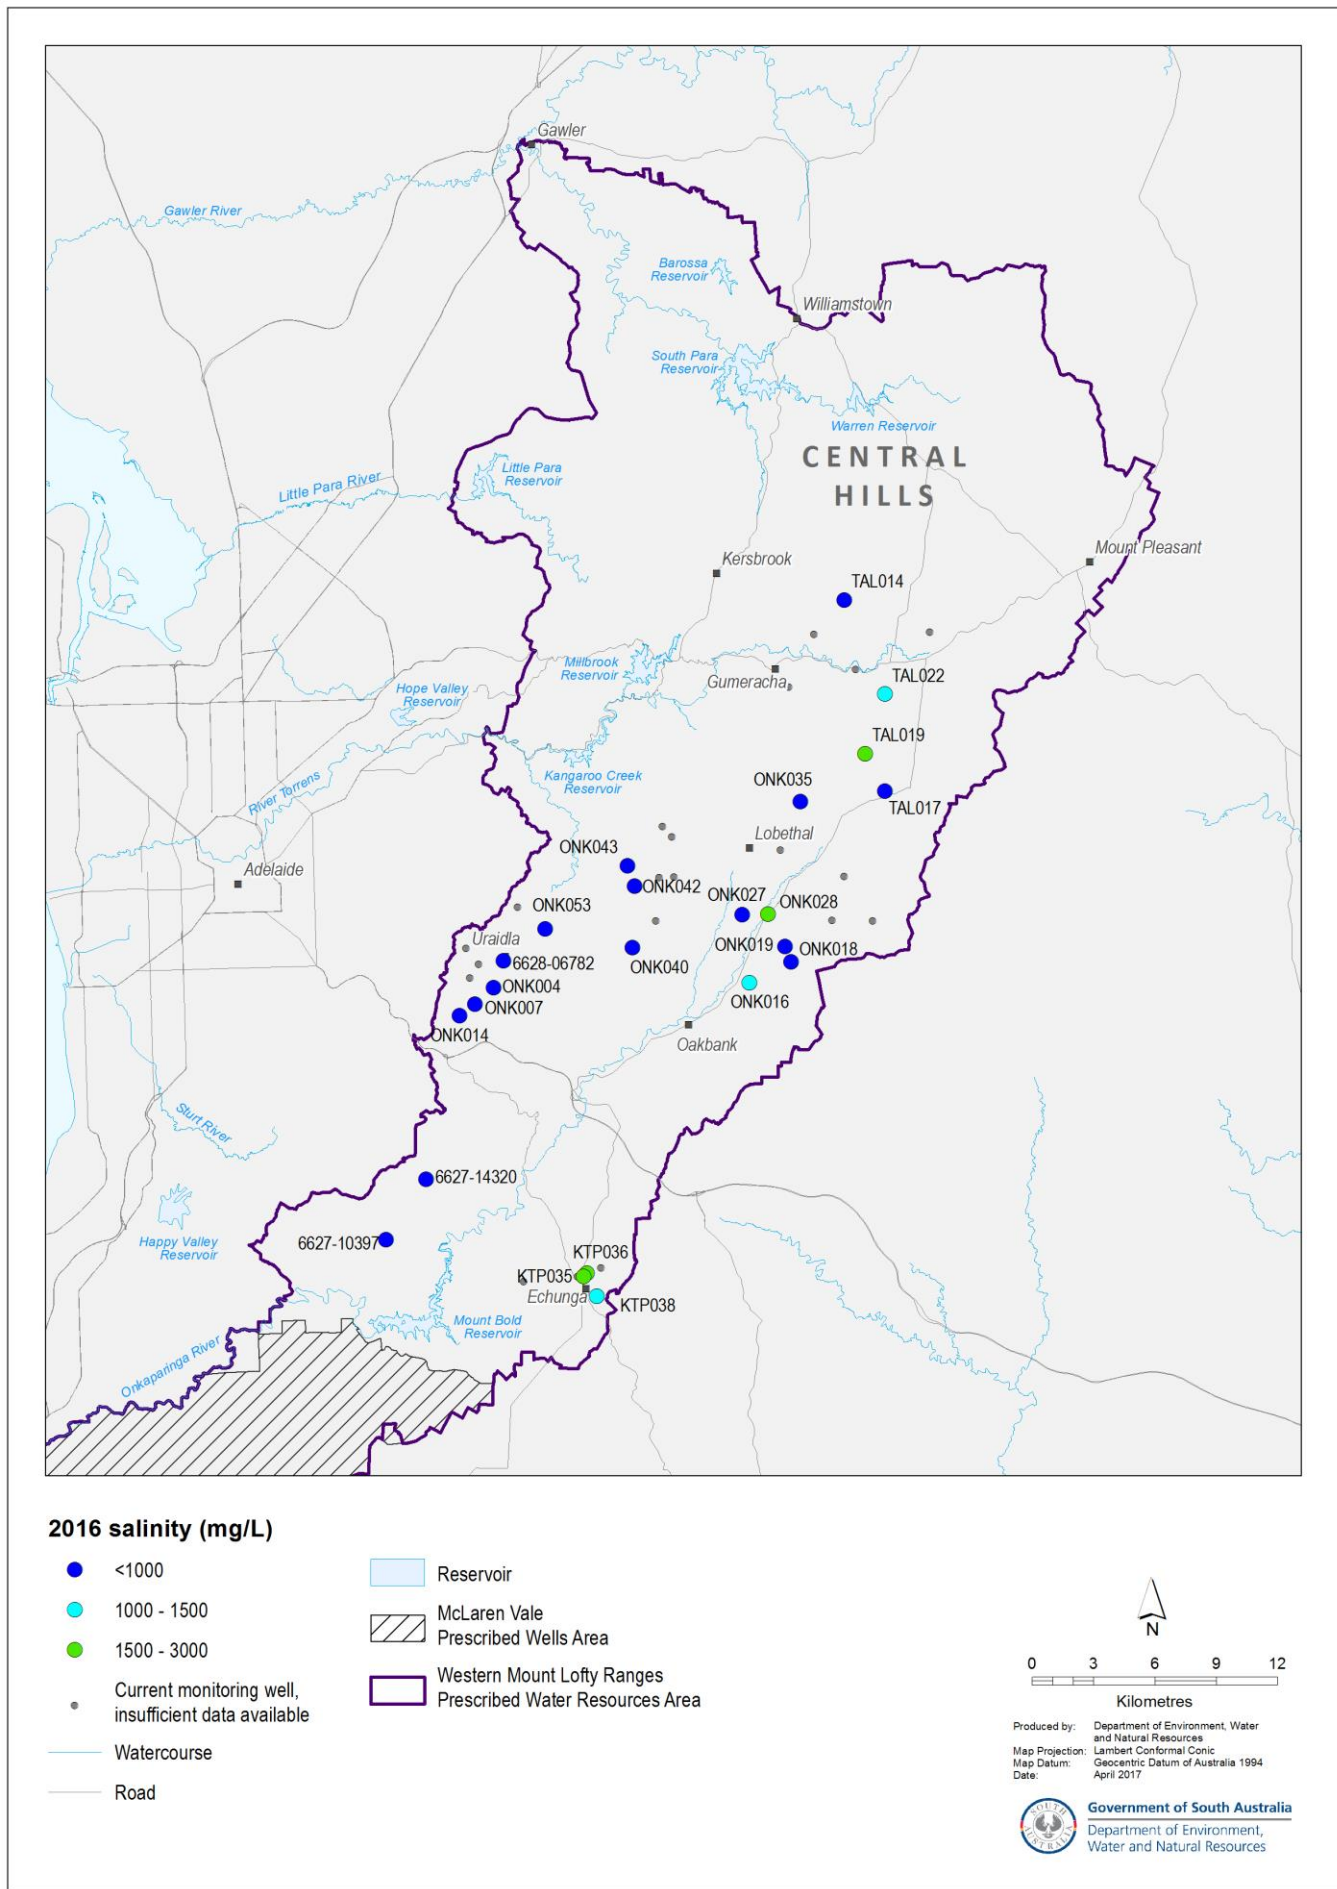 Gawler
Gawler River
Barossa
Reservoir
Williamstown
South Para
Reservoir
Warren Reservoir
CENTRAL
HILLS
Little Para
Reservoir
Little Para River
Mount Pleasant
Kersbrook
TAL014
Millbrook
Reservoir
Gumeracha
TAL022
Hope Valley
Reservoir
TAL019
Kangaroo Creek
Reservoir
River Torrens
ONK035
TAL017
Lobethal
ONK043
Adelaide
ONK042
ONK027
ONK028
ONK053
Uraidla
ONK019
ONK018
6628-06782
ONK040
ONK004
ONK016
ONK007
ONK014
Oakbank
Sturt River
6627-14320
Happy Valley
Reservoir
6627-10397
KTP036
KTP035
Echunga
KTP038
Mount Bold
Reservoir
Onkaparinga River
2016 salinity (mg/L)
<1000
1000 - 1500
1500 - 3000
Current monitoring well,
insufficient data available
Watercourse
Road
Reservoir
McLaren Vale
Prescribed Wells Area
Western Mount Lofty Ranges
Prescribed Water Resources Area
N
0 3 6 9 12
Kilometres
Produced by: Department of Environment, Water
and Natural Resources
Map Projection: Lambert Conformal Conic
Map Datum: Geocentric Datum of Australia 1994
Date: April 2017
SOUTH AUSTRALIA
Government of South Australia
Department of Environment,
Water and Natural Resources